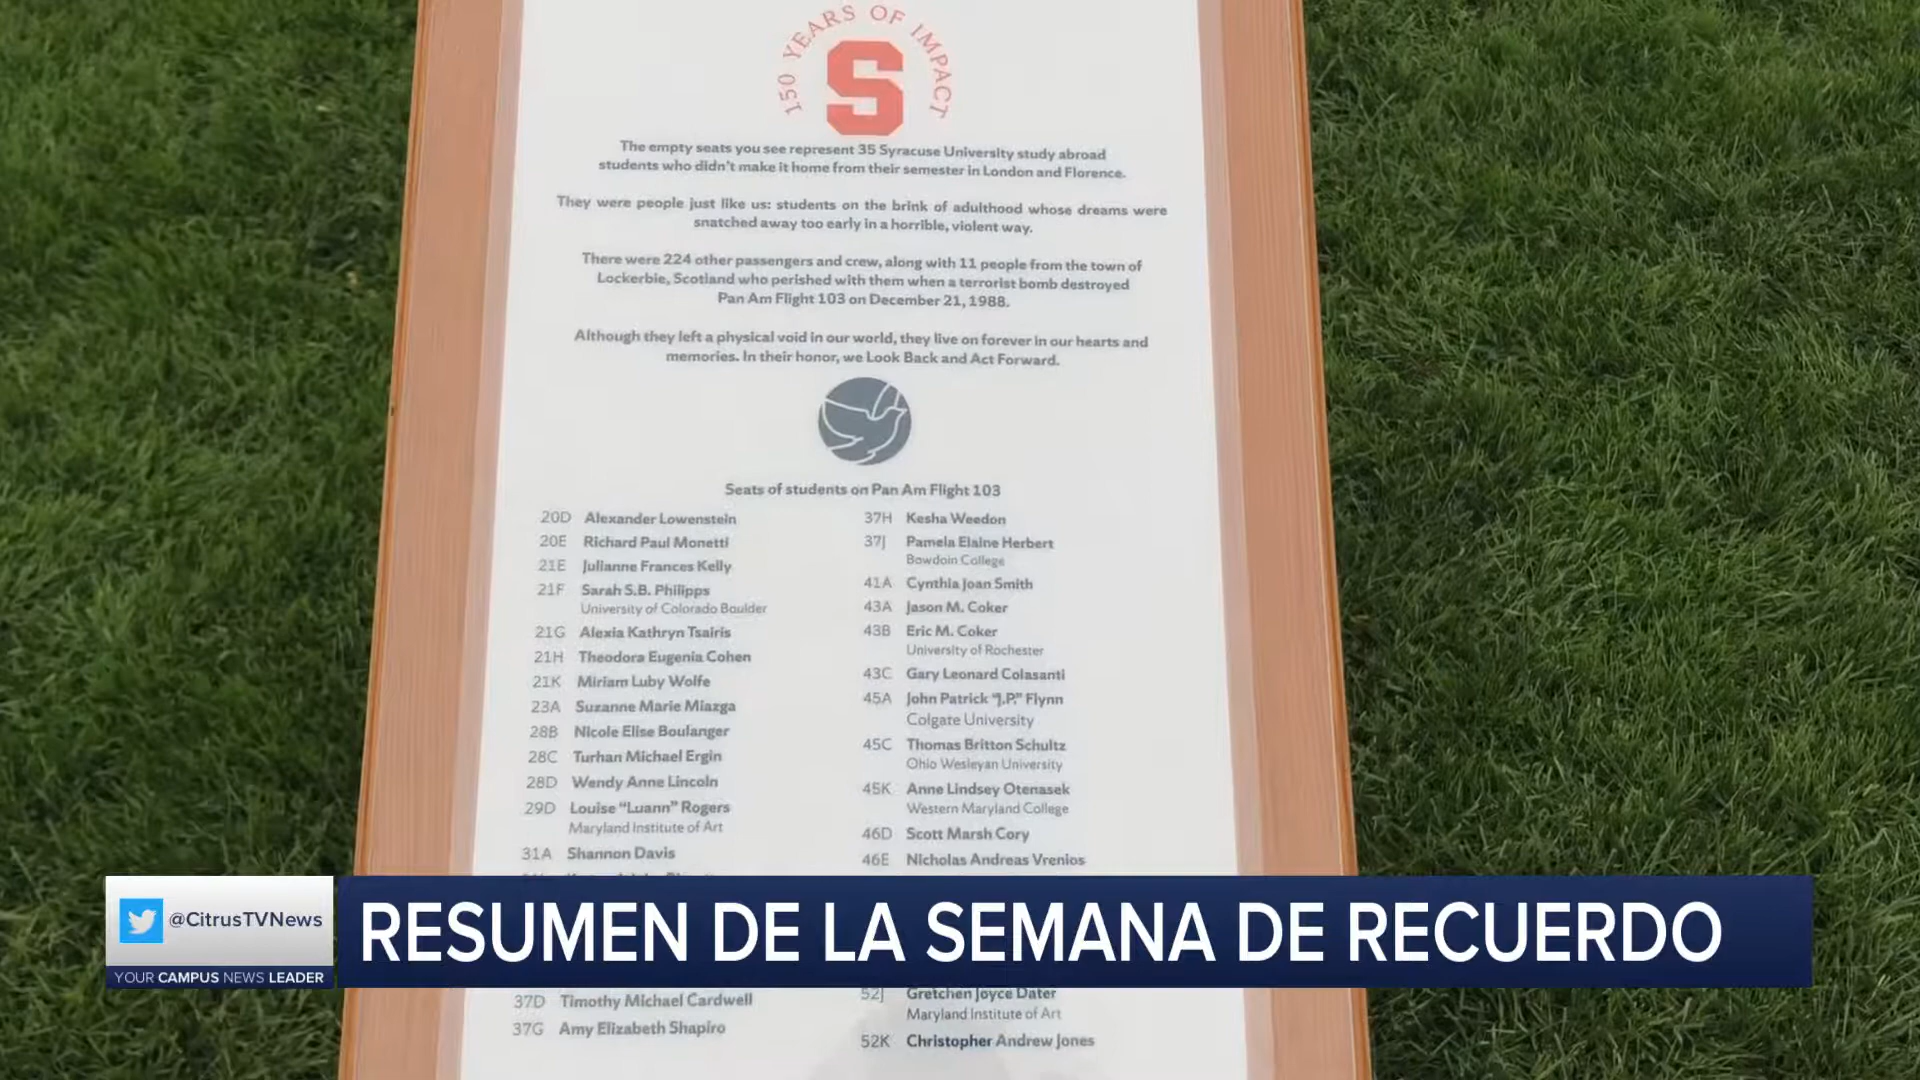 150 YEARS OF IMPACT
S
The empty seats you see represent 35 Syracuse University study abroad
students who didn't make it home from their semester in London and Florence.
They were people just like us: students on the brink of adulthood whose dreams were
snatched away too early in a horrible, violent way.
There were 224 other passengers and crew, along with 11 people from the town of
Lockerbie, Scotland who perished with them when a terrorist bomb destroyed
Pan Am Flight 103 on December 21, 1988.
Although they left a physical void in our world, they live on forever in our hearts and
memories. In their honor, we Look Back and Act Forward.
Seats of students on Pan Am Flight 103
20D Alexander Lowenstein
20E Richard Paul Monetti
21E Julianne Frances Kelly
21F Sarah S.B. Philipps
University of Colorado Boulder
21G Alexia Kathryn Tsairis
21H Theodora Eugenia Cohen
21K Miriam Luby Wolfe
23A Suzanne Marie Miazga
28B Nicole Elise Boulanger
28C Turhan Michael Ergin
28D Wendy Anne Lincoln
29D Louise "Luann" Rogers
Maryland Institute of Art
31A Shannon Davis
37D Timothy Michael Cardwell
37G Amy Elizabeth Shapiro
37H Kesha Weedon
37J Pamela Elaine Herbert
Bowdoin College
41A Cynthia Joan Smith
43A Jason M. Coker
43B Eric M. Coker
University of Rochester
43C Gary Leonard Colasanti
45A John Patrick "J.P." Flynn
Colgate University
45C Thomas Britton Schultz
Ohio Wesleyan University
45K Anne Lindsey Otenasek
Western Maryland College
46D Scott Marsh Cory
46E Nicholas Andreas Vrenios
52J Gretchen Joyce Dater
Maryland Institute of Art
52K Christopher Andrew Jones
@CitrusTVNews
YOUR CAMPUS NEWS LEADER
RESUMEN DE LA SEMANA DE RECUERDO